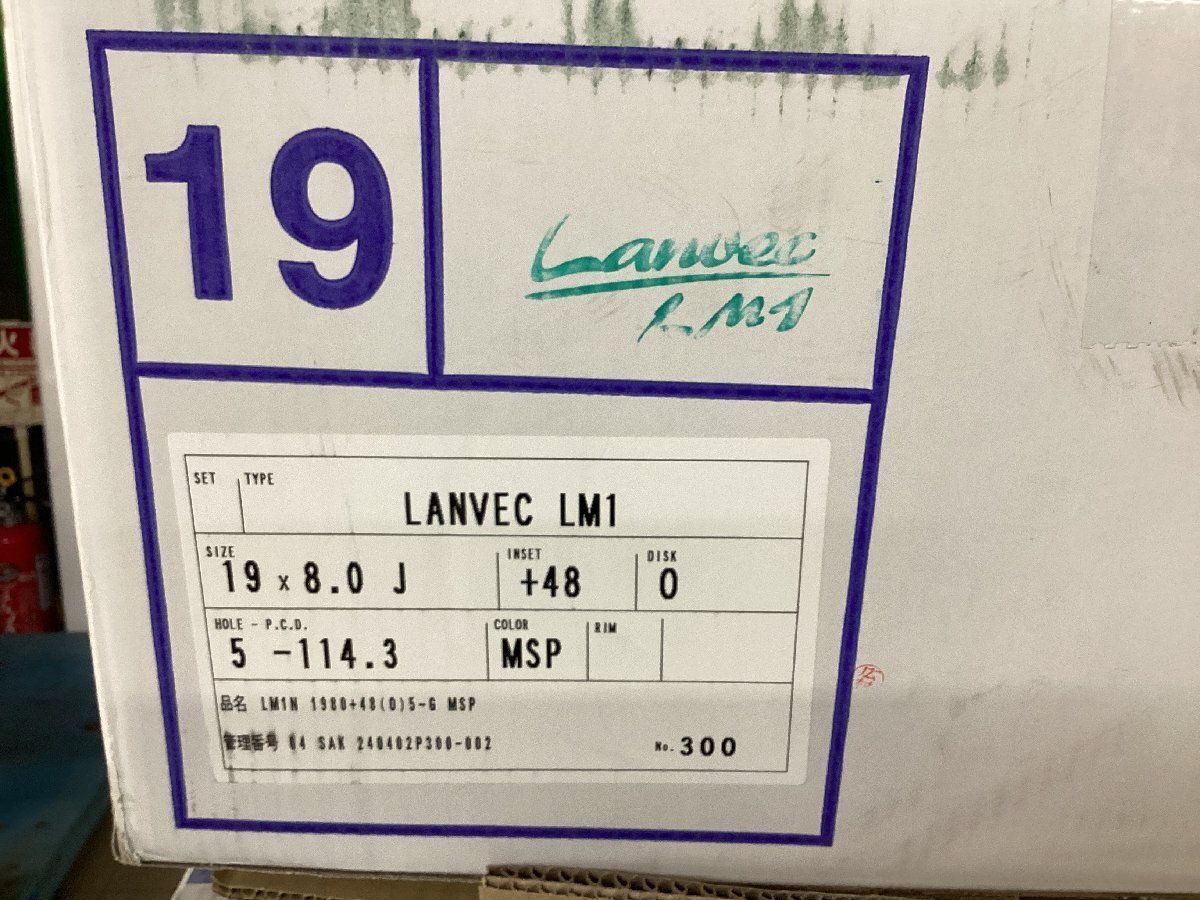 19
Lanvec
LM1
SET TYPE
LANVEC LM1
SIZE INSET DISK
19 x 8.0 J +48 0
HOLE - P.C.D. COLOR RIM
5 -114.3 MSP
品名 LM1N 1980+48(0)5-G MSP
管理番号 04 SAK 240402P300-002 No. 300
火